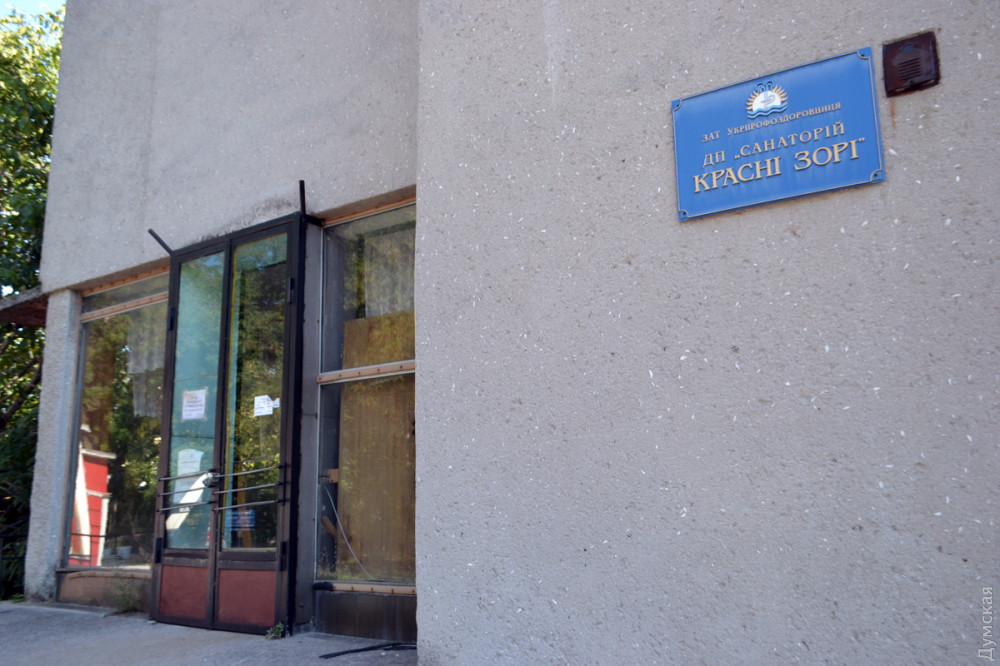 ЗАТ УКРПРОФОЗДОРОВНИЦЯ
ДП „САНАТОРІЙ
КРАСНІ ЗОРІ"
Думская